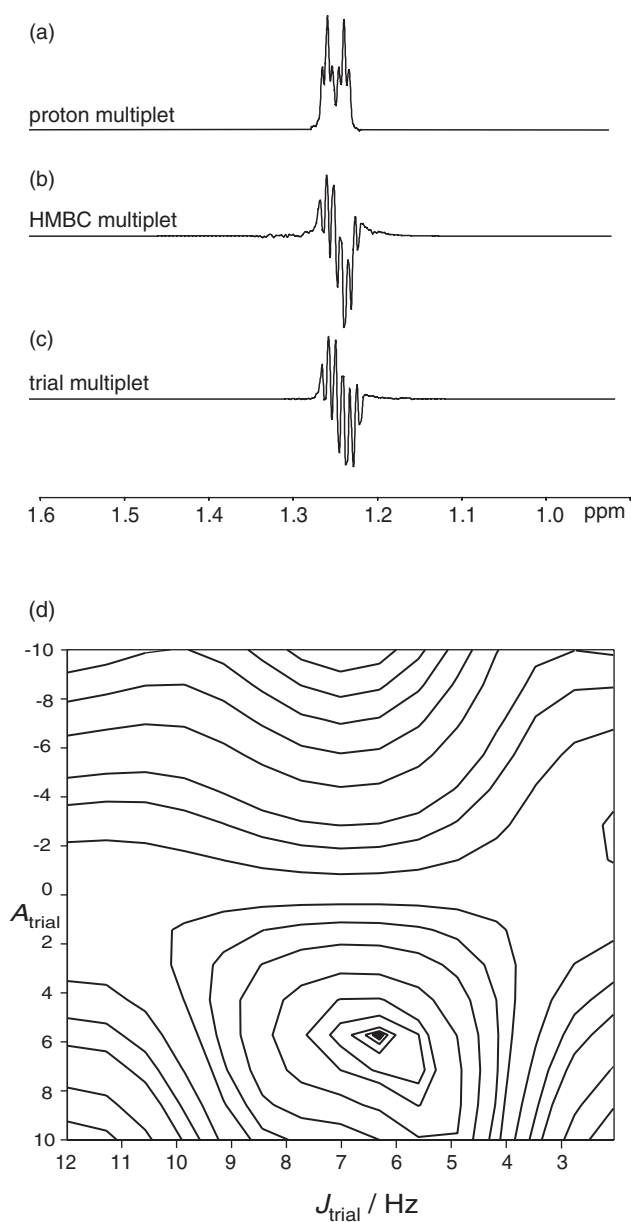 (a)
proton multiplet
(b)
HMBC multiplet
(c)
trial multiplet
1.6 1.5 1.4 1.3 1.2 1.1 1.0 ppm
(d)
-10
-8
-6
-4
-2
0
A trial
2
4
6
8
10
12 11 10 9 8 7 6 5 4 3
J trial / Hz